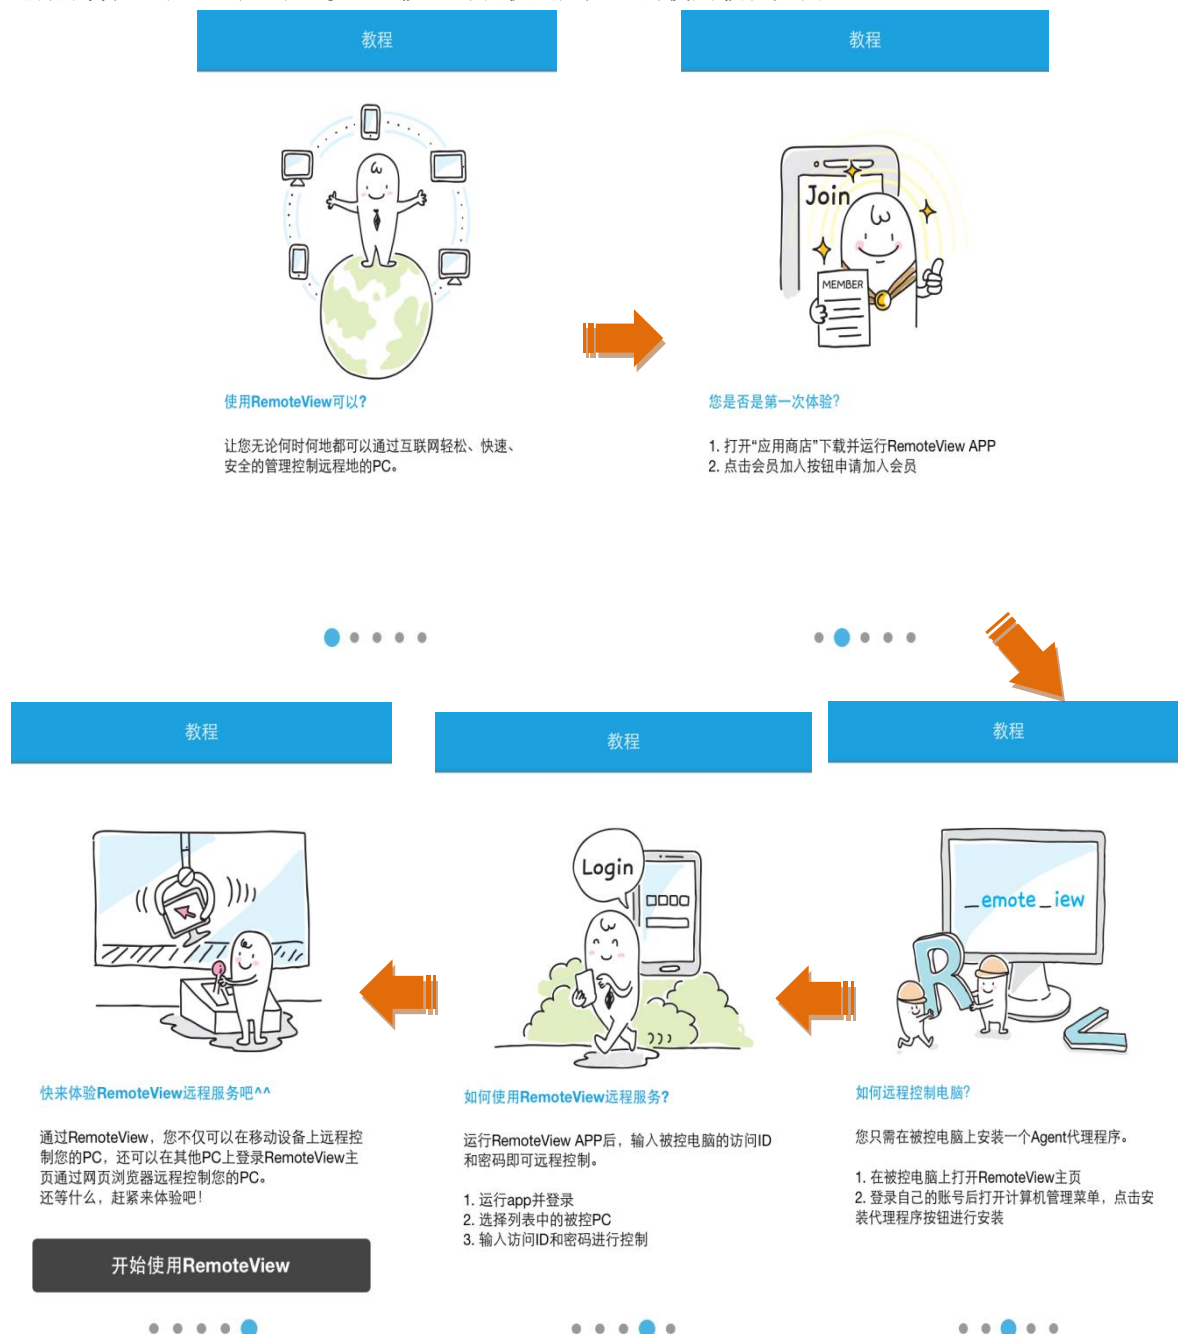 教程
使用RemoteView可以?
让您无论何时何地都可以通过互联网轻松、快速、
安全的管理控制远程地的PC。
教程
Join
MEMBER
您是否是第一次体验?
1. 打开“应用商店”下载并运行RemoteView APP
2. 点击会员加入按钮申请加入会员
教程
_emote_iew
R
V
如何远程控制电脑?
您只需在被控电脑上安装一个Agent代理程序。
1. 在被控电脑上打开RemoteView主页
2. 登录自己的账号后打开计算机管理菜单，点击安
装代理程序按钮进行安装
教程
Login
如何使用RemoteView远程服务?
运行RemoteView APP后，输入被控电脑的访问ID
和密码即可远程控制。
1. 运行app并登录
2. 选择列表中的被控PC
3. 输入访问ID和密码进行控制
教程
快来体验RemoteView远程服务吧^^
通过RemoteView，您不仅可以在移动设备上远程控
制您的PC，还可以在其他PC上登录RemoteView主
页通过网页浏览器远程控制您的PC。
还等什么，赶紧来体验吧！
开始使用RemoteView